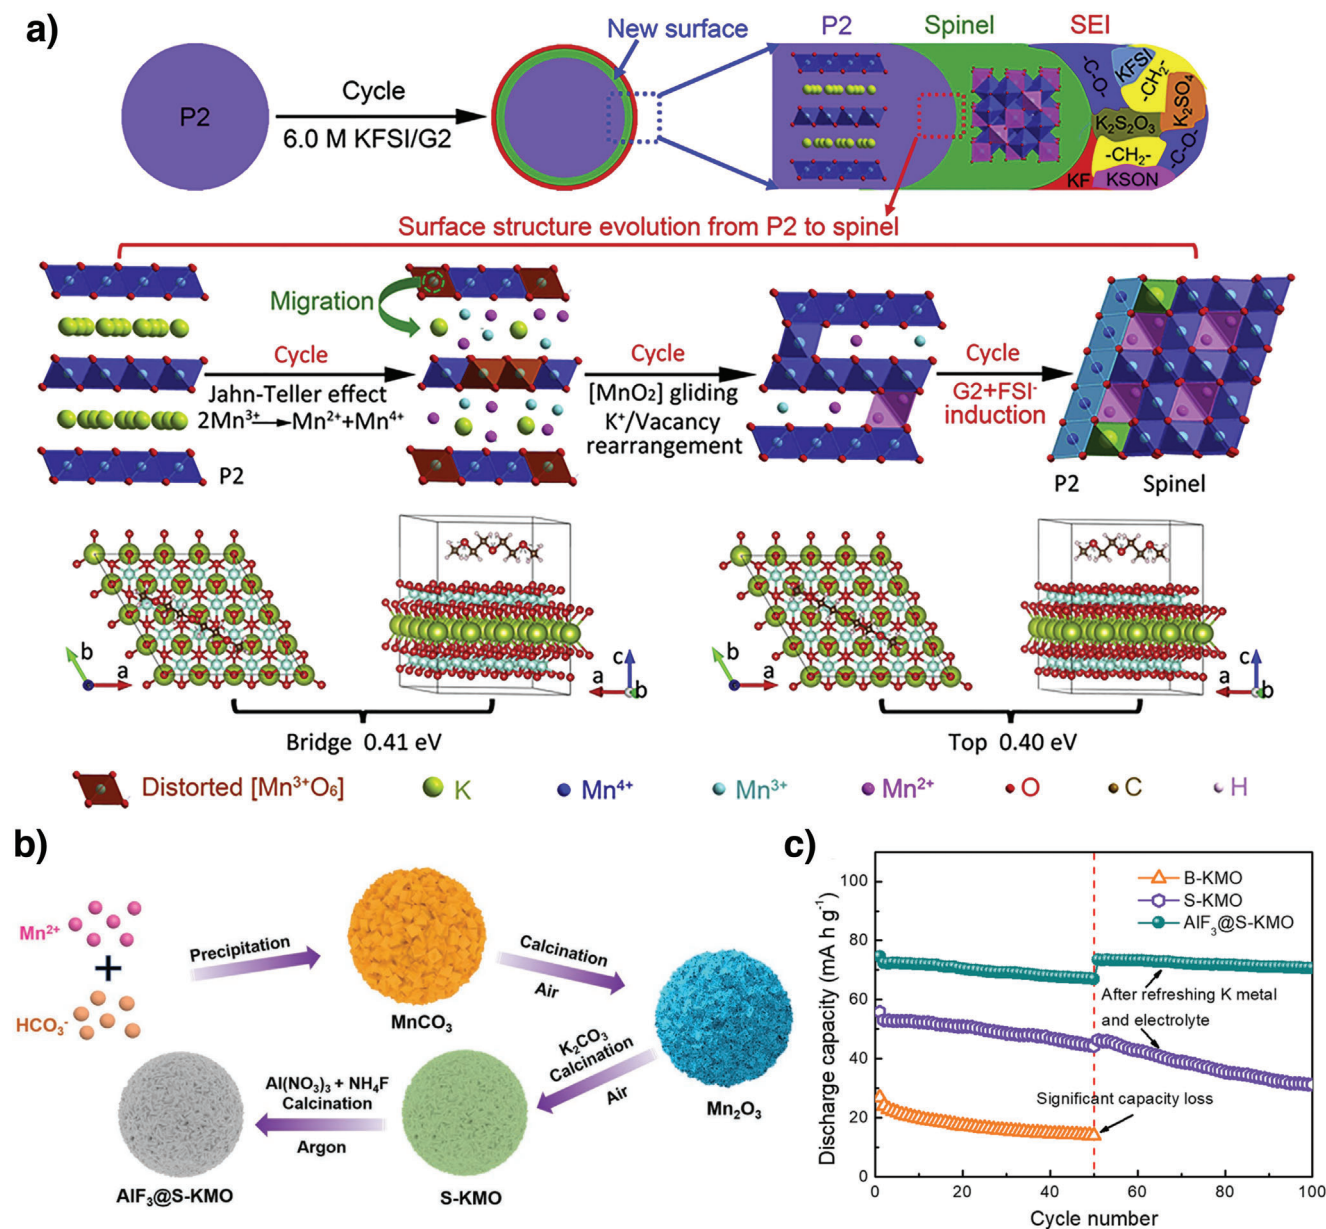 a)
P2
Cycle
6.0 M KFSI/G2
New surface
P2
Spinel
SEI
-C-O-
KFSI
-CH₂-
K₂SO₄
K₂S₂O₃
-CH₂-
-C-O-
KF
KSON
Surface structure evolution from P2 to spinel
Migration
Cycle
Jahn-Teller effect
2Mn³⁺→Mn²⁺+Mn⁴⁺
P2
Cycle
[MnO₂] gliding
K⁺/Vacancy
rearrangement
Cycle
G2+FSI⁻
induction
P2
Spinel
b
a
c
a
b
b
a
c
a
b
Bridge 0.41 eV
Top 0.40 eV
Distorted [Mn³⁺O₆]
K
Mn⁴⁺
Mn³⁺
Mn²⁺
O
C
H
b)
Mn²⁺
+
HCO₃⁻
Precipitation
MnCO₃
Calcination
Air
Mn₂O₃
K₂CO₃
Calcination
Air
S-KMO
Al(NO₃)₃ + NH₄F
Calcination
Argon
AlF₃@S-KMO
c)
Discharge capacity (mA h g⁻¹)
100
80
60
40
20
0
B-KMO
S-KMO
AlF₃@S-KMO
After refreshing K metal
and electrolyte
Significant capacity loss
0
20
40
60
80
100
Cycle number